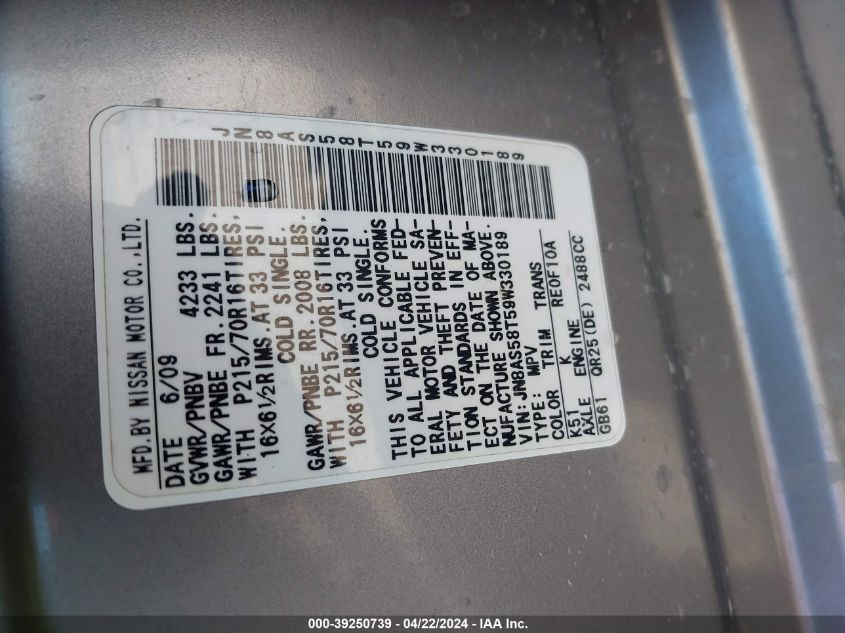 MFD.BY NISSAN MOTOR CO.,LTD.
DATE 6/09
GVWR/PNBV 4233 LBS.
GAWR/PNBE FR. 2241 LBS.
WITH P215/70R16TIRES,
16X6½RIMS.AT 33 PSI
COLD SINGLE.
GAWR/PNBE RR. 2008 LBS.
WITH P215/70R16TIRES,
16X6½RIMS.AT 33 PSI
COLD SINGLE.
THIS VEHICLE CONFORMS
TO ALL APPLICABLE FED-
ERAL MOTOR VEHICLE SA-
FETY AND THEFT PREVEN-
TION STANDARDS IN EFF-
ECT ON THE DATE OF MA-
NUFACTURE SHOWN ABOVE.
VIN:JN8AS58T59W330189
TYPE: MPV
COLOR TRIM TRANS
K51 K RE0F10A
AXLE ENGINE
GB61 QR25(DE) 2488CC
JN8AS58T59W330189
000-39250739 - 04/22/2024 - IAA Inc.